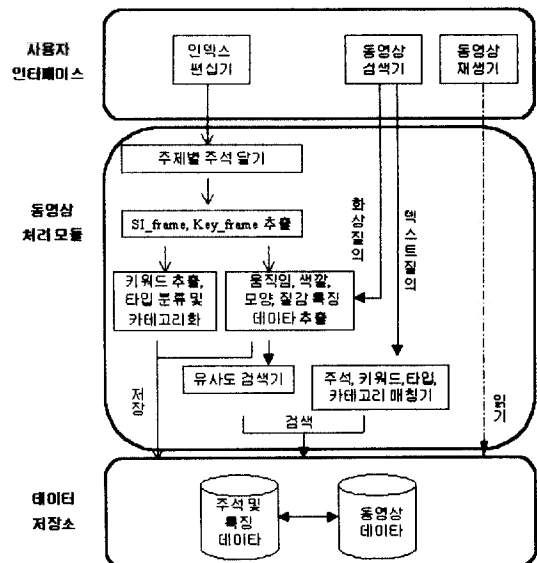 사용자
인터페이스
인덱스
편집기
동영상
검색기
동영상
재생기
동영상
처리 모듈
주제별 주석 달기
SI_frame, Key_frame 추출
화상질의
텍스트질의
키워드 추출,
타입 분류 및
카테고리화
움직임, 색깔,
모양, 질감 특징
데이타 추출
유사도 검색기
주석, 키워드,타입,
카테고리 매칭기
저장
검색
읽기
데이터
저장소
주석 및
특징
데이타
동영상
데이타